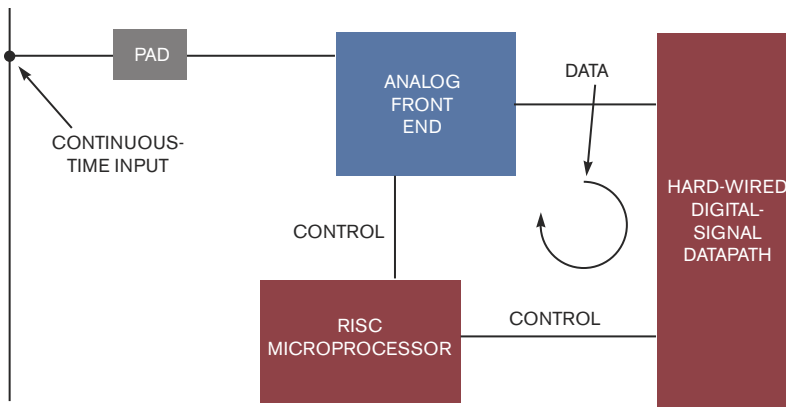 PAD
ANALOG
FRONT
END
DATA
CONTINUOUS-
TIME INPUT
HARD-WIRED
DIGITAL-
SIGNAL
DATAPATH
CONTROL
RISC
MICROPROCESSOR
CONTROL